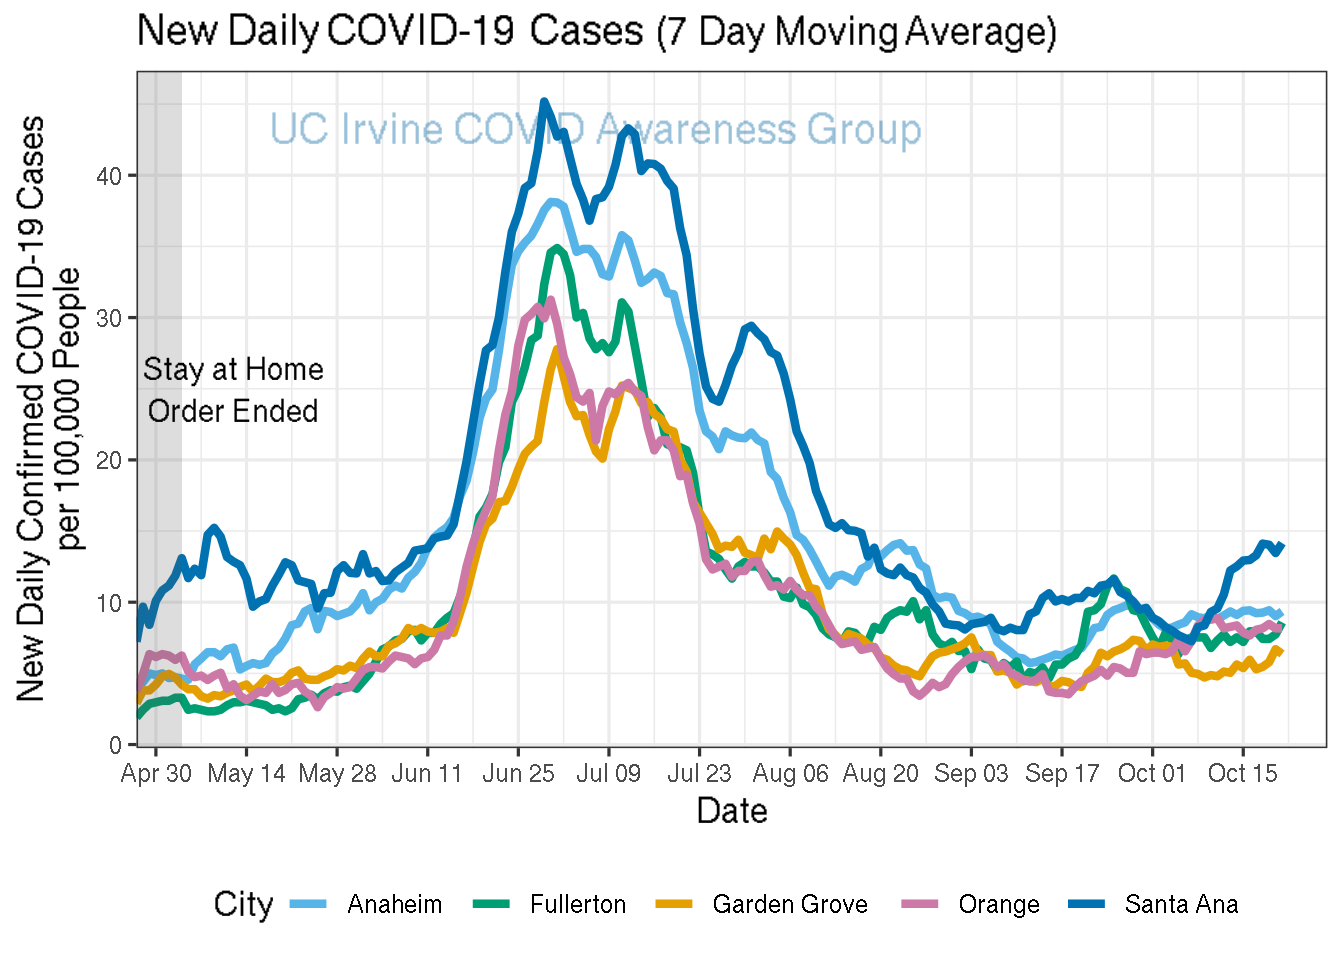 New Daily COVID-19 Cases (7 Day Moving Average)
UC Irvine COVID Awareness Group
New Daily Confirmed COVID-19 Cases
per 100,000 People
40
30
20
10
0
Stay at Home
Order Ended
Apr 30 May 14 May 28 Jun 11 Jun 25 Jul 09 Jul 23 Aug 06 Aug 20 Sep 03 Sep 17 Oct 01 Oct 15
Date
City Anaheim Fullerton Garden Grove Orange Santa Ana